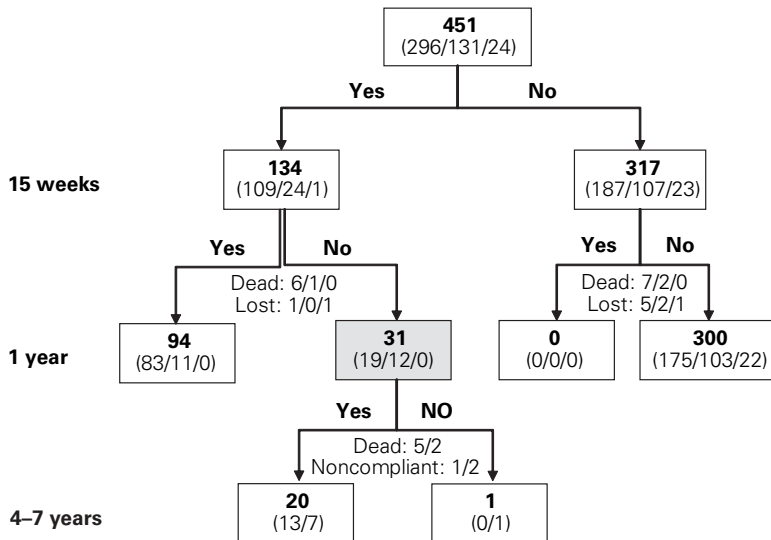 451
(296/131/24)
Yes No
15 weeks
134
(109/24/1)
317
(187/107/23)
Yes No
Dead: 6/1/0
Lost: 1/0/1
Yes No
Dead: 7/2/0
Lost: 5/2/1
1 year
94
(83/11/0)
31
(19/12/0)
0
(0/0/0)
300
(175/103/22)
Yes NO
Dead: 5/2
Noncompliant: 1/2
4–7 years
20
(13/7)
1
(0/1)